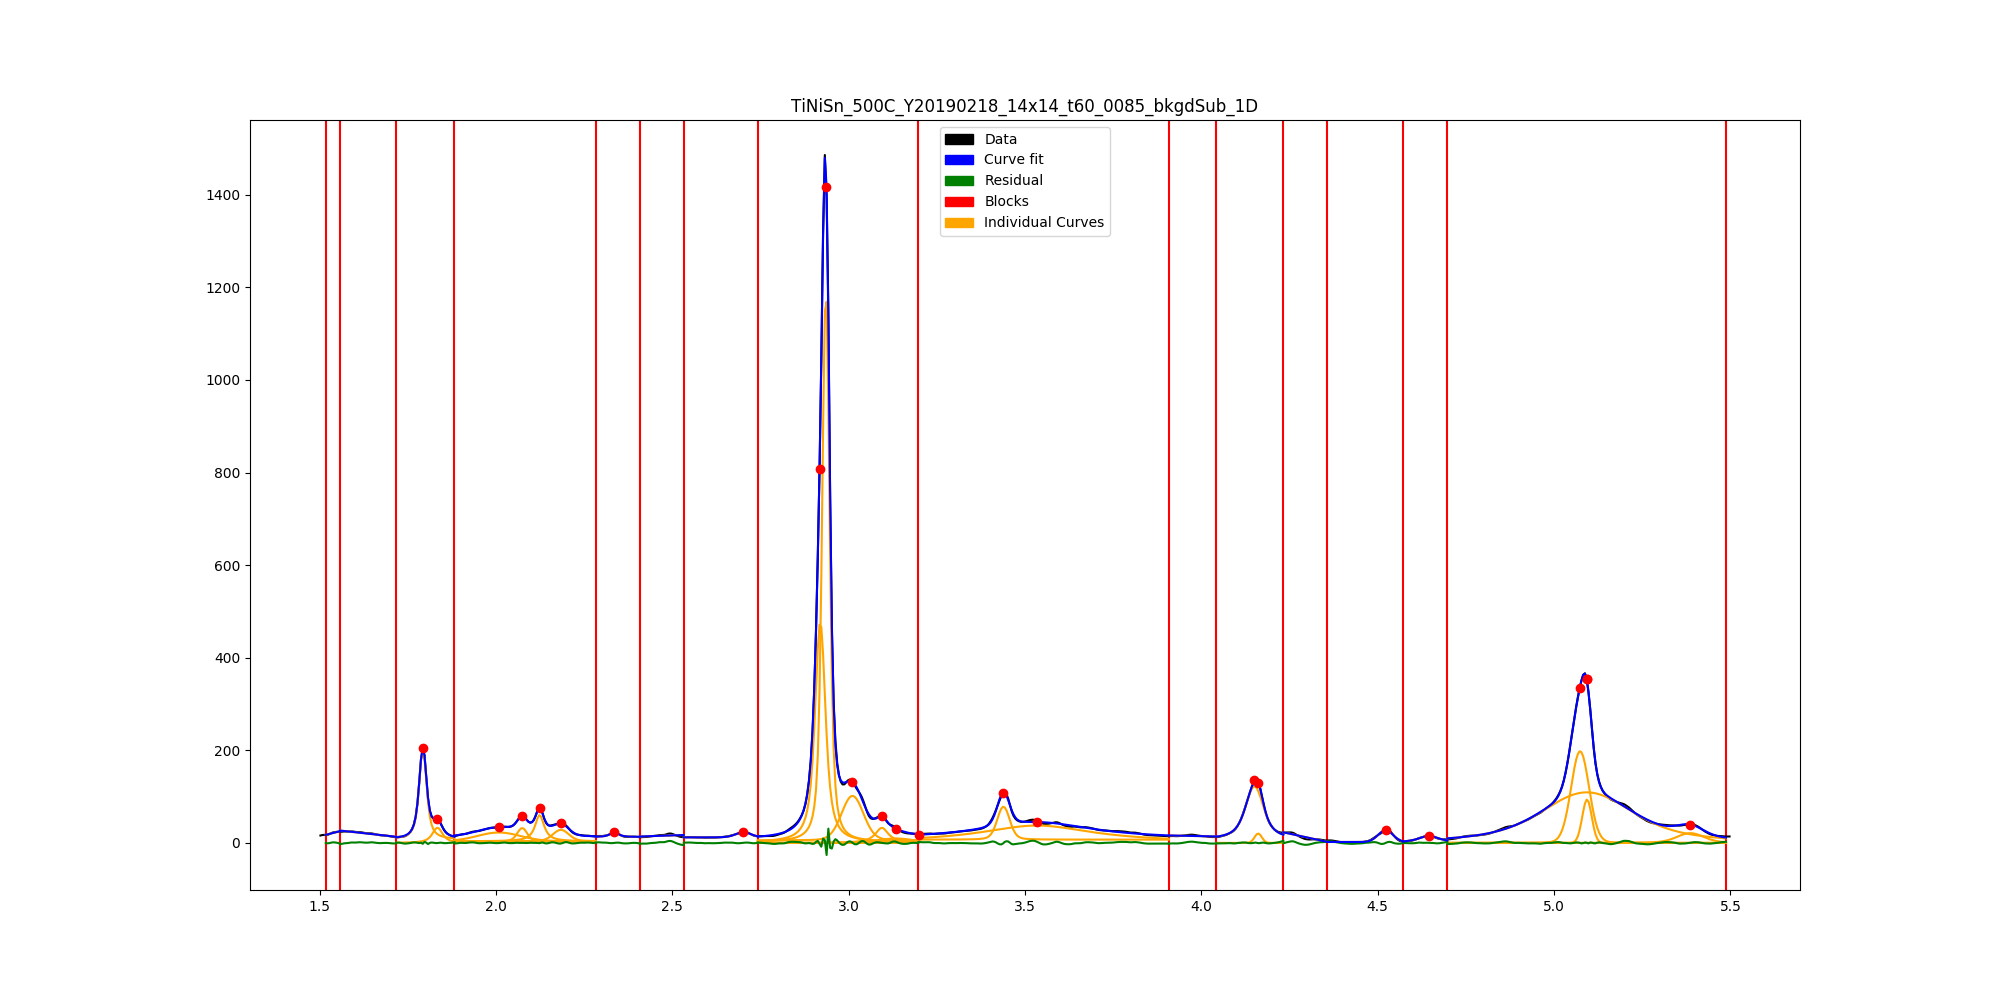 TiNiSn_500C_Y20190218_14x14_t60_0085_bkgdSub_1D
Data
Curve fit
Residual
Blocks
Individual Curves
1400
1200
1000
800
600
400
200
0
1.5 2.0 2.5 3.0 3.5 4.0 4.5 5.0 5.5